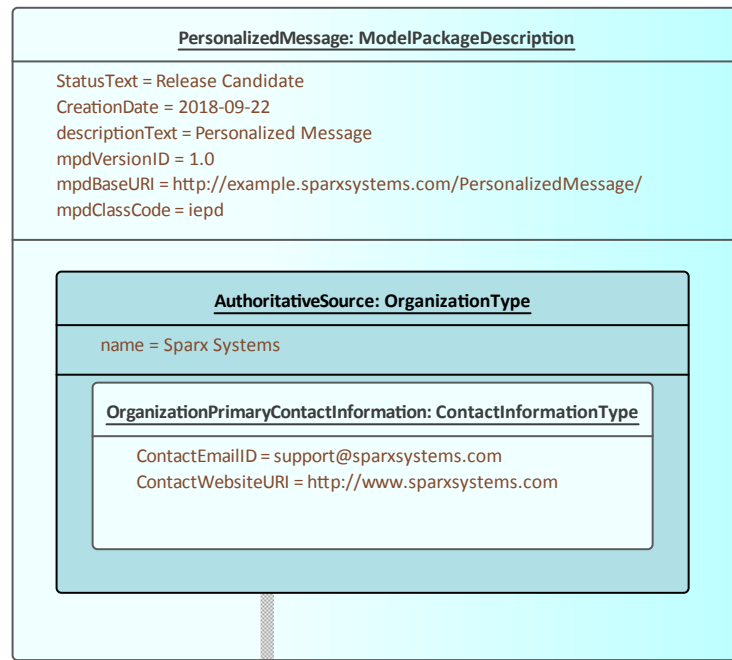 PersonalizedMessage: ModelPackageDescription
StatusText = Release Candidate
CreationDate = 2018-09-22
descriptionText = Personalized Message
mpdVersionID = 1.0
mpdBaseURI = http://example.sparxsystems.com/PersonalizedMessage/
mpdClassCode = iepd
AuthoritativeSource: OrganizationType
name = Sparx Systems
OrganizationPrimaryContactInformation: ContactInformationType
ContactEmailID = support@sparxsystems.com
ContactWebsiteURI = http://www.sparxsystems.com